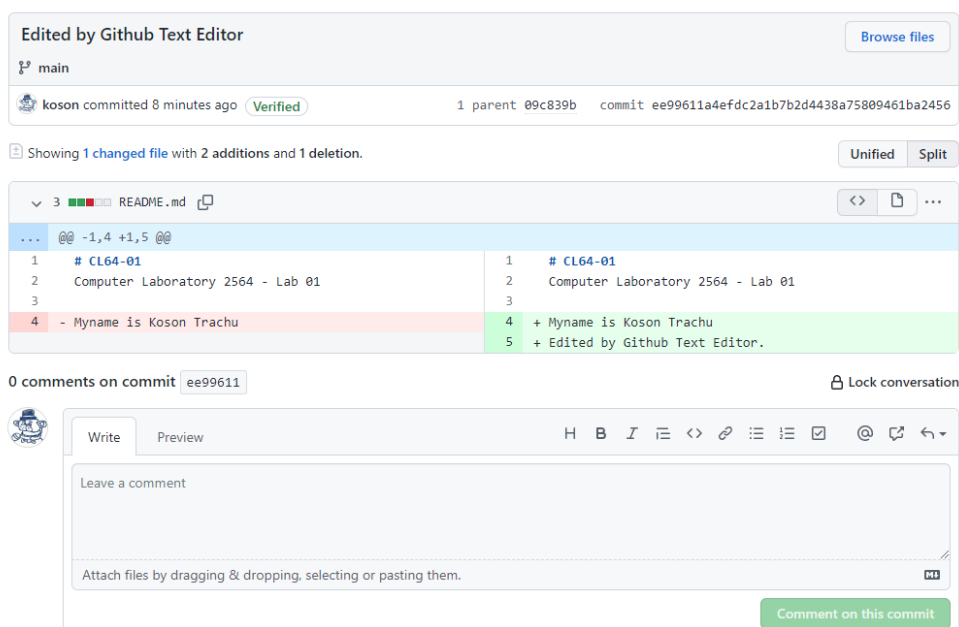 Edited by Github Text Editor
Browse files
main
koson committed 8 minutes ago Verified 1 parent 09c839b commit ee99611a4efdc2a1b7b2d4438a75809461ba2456
Showing 1 changed file with 2 additions and 1 deletion.
Unified Split
3 README.md
... @@ -1,4 +1,5 @@
1 # CL64-01 1 # CL64-01
2 Computer Laboratory 2564 - Lab 01 2 Computer Laboratory 2564 - Lab 01
3 3
4 - Myname is Koson Trachu 4 + Myname is Koson Trachu
5 + Edited by Github Text Editor.
0 comments on commit ee99611
Lock conversation
Write Preview
Leave a comment
Attach files by dragging & dropping, selecting or pasting them.
Comment on this commit